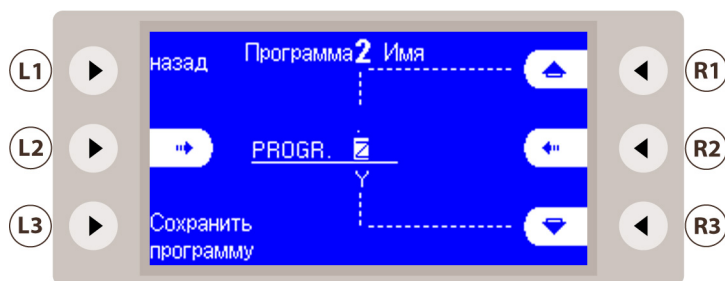 L1
назад
Программа 2 Имя
R1
L2
PROGR. Z
R2
Y
L3
Сохранить
программу
R3